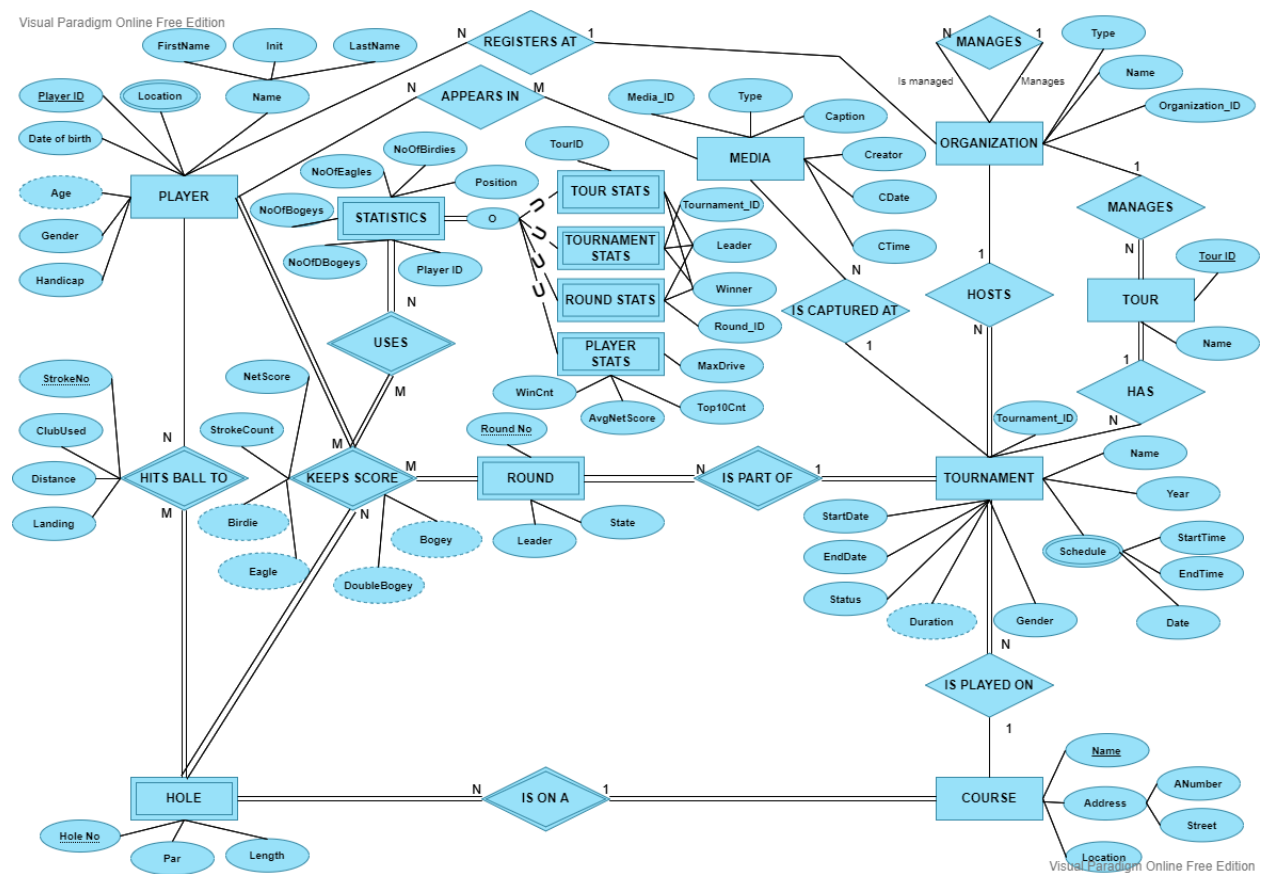 Visual Paradigm Online Free Edition
FirstName
Init
LastName
N
REGISTERS AT
1
N
MANAGES
1
Type
Is managed
Manages
Name
Player ID
Location
Name
N
APPEARS IN
M
Media_ID
Type
Caption
Organization_ID
Date of birth
NoOfBirdies
TourID
MEDIA
Creator
ORGANIZATION
Age
PLAYER
NoOfEagles
Position
TOUR STATS
CDate
1
NoOfBogeys
STATISTICS
O
Tournament_ID
MANAGES
Gender
TOURNAMENT
STATS
Leader
CTime
N
Handicap
NoOfDBogeys
Player ID
ROUND STATS
Winner
N
1
HOSTS
N
Tour ID
TOUR
N
Round_ID
IS CAPTURED AT
1
Name
USES
PLAYER
STATS
MaxDrive
1
StrokeNo
NetScore
M
WinCnt
AvgNetScore
Top10Cnt
HAS
N
ClubUsed
StrokeCount
Round No
Tournament_ID
N
M
Name
Distance
HITS BALL TO
KEEPS SCORE
M
ROUND
N
IS PART OF
1
TOURNAMENT
Year
Landing
M
Birdie
N
Bogey
Leader
State
StartDate
StartTime
Schedule
EndDate
EndTime
Eagle
DoubleBogey
Status
Duration
Gender
Date
N
IS PLAYED ON
1
Name
HOLE
N
IS ON A
1
COURSE
Address
ANumber
Street
Hole No
Par
Length
Location
Visual Paradigm Online Free Edition